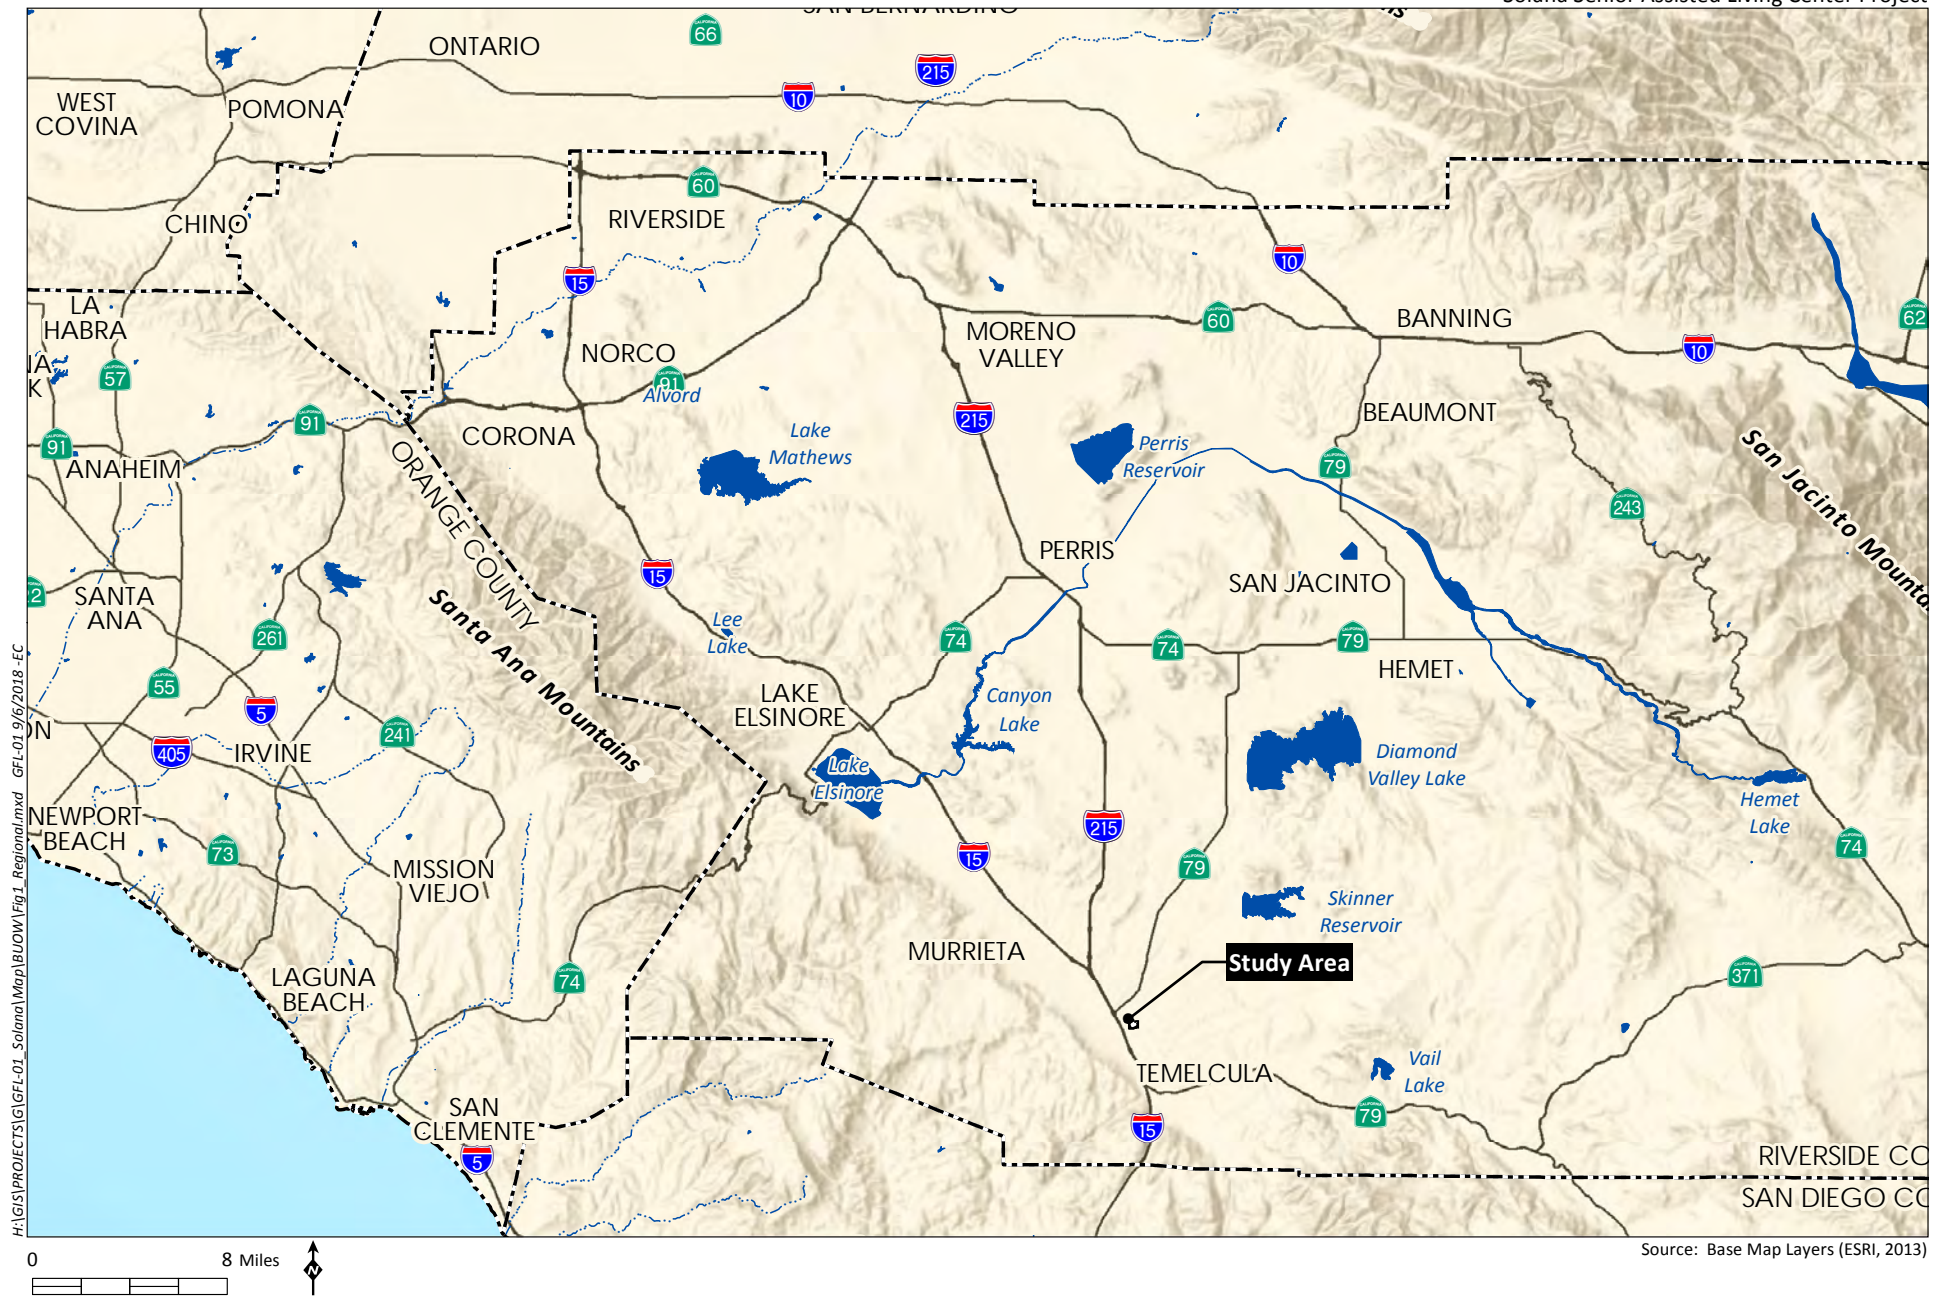 Solana Senior Assisted Living Center Project
SAN BERNARDINO
66
ONTARIO
215
10
WEST
COVINA
POMONA
60
RIVERSIDE
CHINO
10
15
LA
HABRA
60
BANNING
62
MORENO
VALLEY
10
NORCO
NA
K
57
91
Alvord
215
BEAUMONT
91
CORONA
91
ANAHEIM
Lake
Mathews
Perris
Reservoir
79
San Jacinto Mounta
ORANGE COUNTY
243
PERRIS
15
SAN JACINTO
22
SANTA
ANA
Santa Ana Mountains
261
Lee
Lake
74
74
79
HEMET
55
5
LAKE
ELSINORE
Canyon
Lake
ON
405
IRVINE
241
Diamond
Valley Lake
Lake
Elsinore
Hemet
Lake
NEWPORT
BEACH
73
215
15
79
74
MISSION
VIEJO
Skinner
Reservoir
MURRIETA
Study Area
371
LAGUNA
BEACH
74
Vail
Lake
TEMELCULA
79
SAN
CLEMENTE
15
5
RIVERSIDE CO
SAN DIEGO CO
H:\GIS\PROJECTS\G\GFL-01_Solana\Map\BUOW\Fig1_Regional.mxd GFL-01 9/6/2018 -EC
0 8 Miles
N
Source: Base Map Layers (ESRI, 2013)